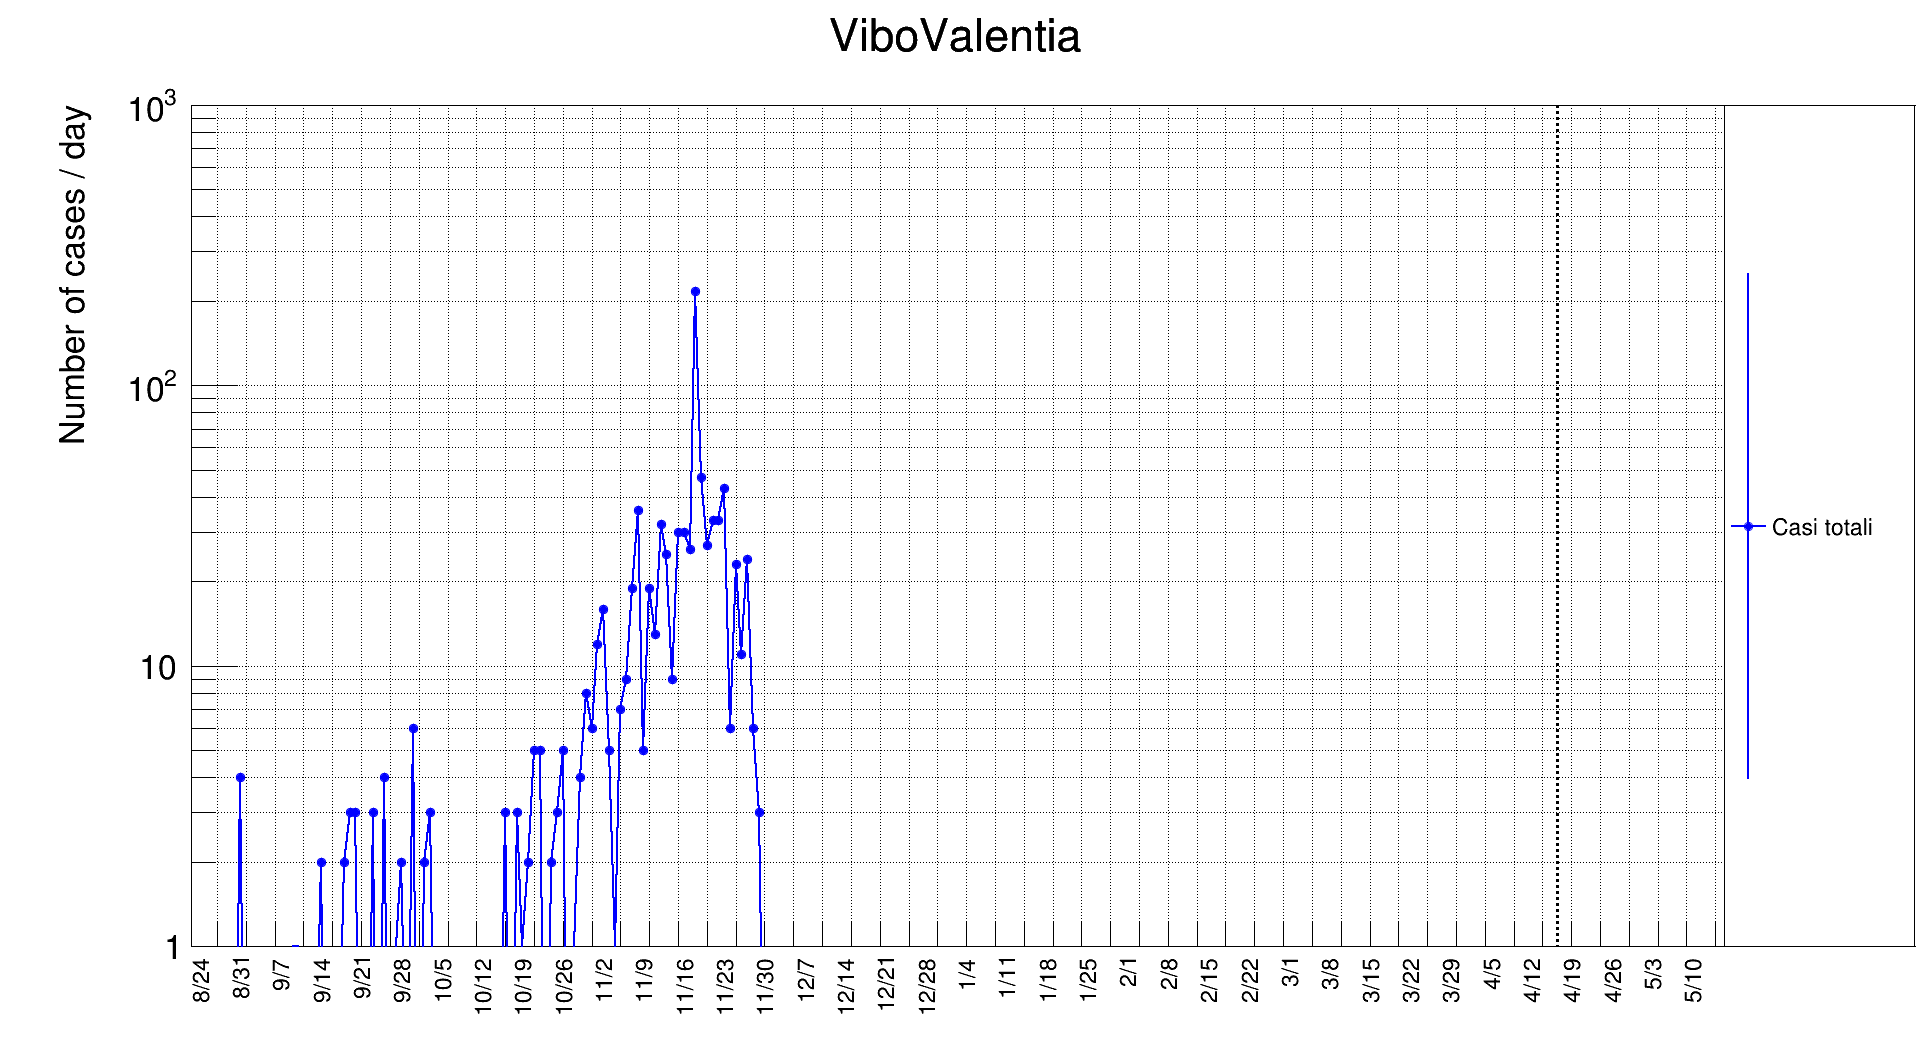 ViboValentia
Number of cases / day
10³
10²
10
1
8/24 8/31 9/7 9/14 9/21 9/28 10/5 10/12 10/19 10/26 11/2 11/9 11/16 11/23 11/30 12/7 12/14 12/21 12/28 1/4 1/11 1/18 1/25 2/1 2/8 2/15 2/22 3/1 3/8 3/15 3/22 3/29 4/5 4/12 4/19 4/26 5/3 5/10
Casi totali